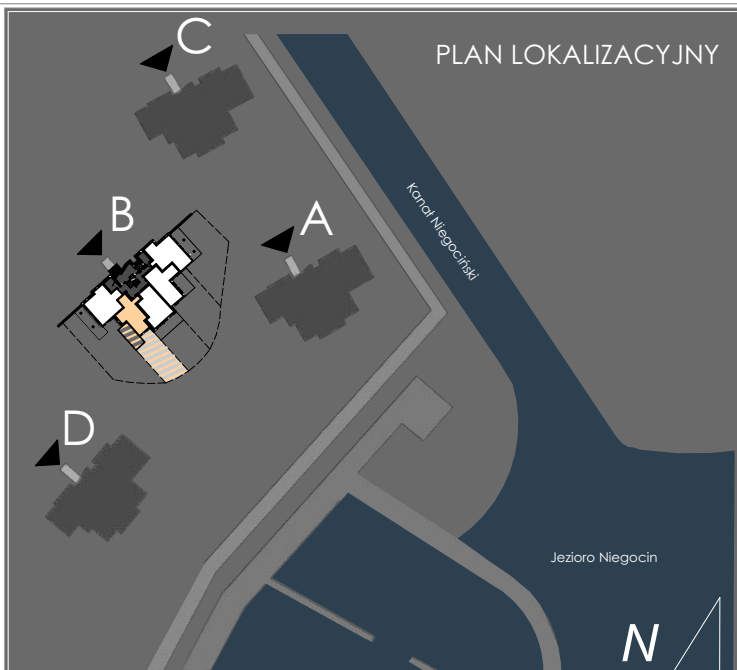 C
PLAN LOKALIZACYJNY
Kanał Niegociński
B
A
D
Jezioro Niegocin
N